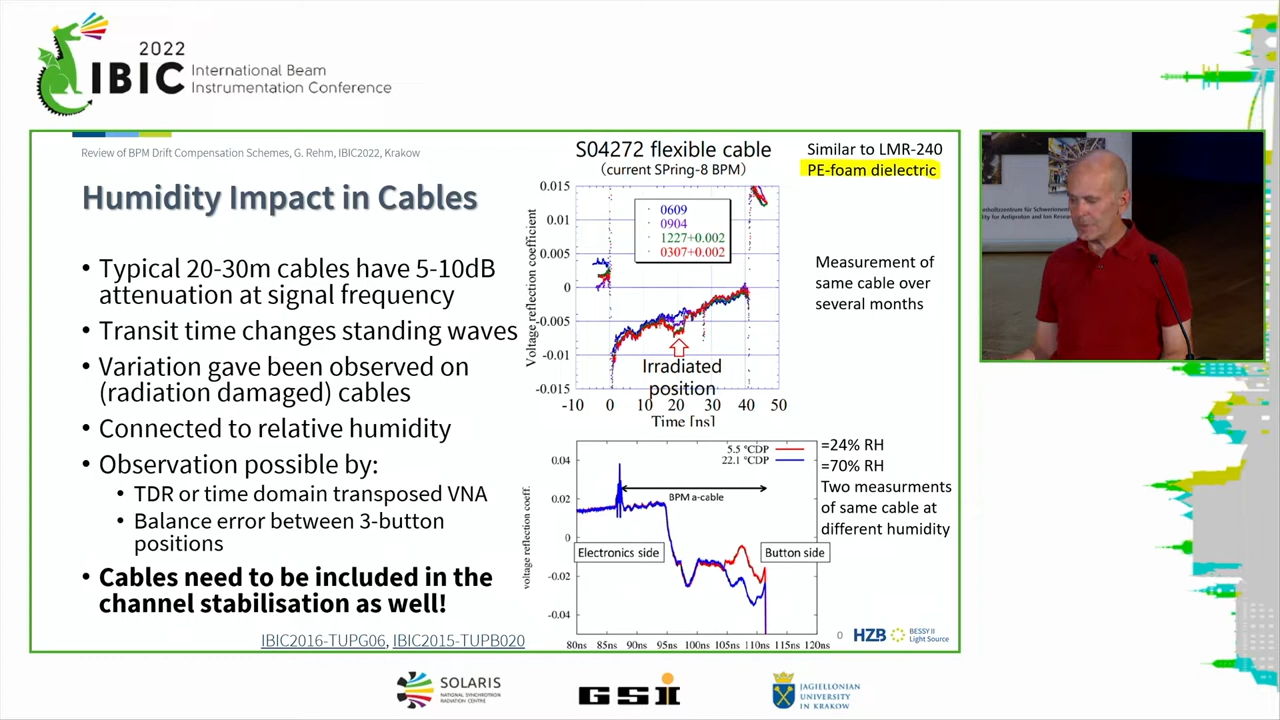 2022
IBIC
International Beam
Instrumentation Conference
Review of BPM Drift Compensation Schemes, G. Rehm, IBIC2022, Krakow
Humidity Impact in Cables
• Typical 20-30m cables have 5-10dB
attenuation at signal frequency
• Transit time changes standing waves
• Variation gave been observed on
(radiation damaged) cables
• Connected to relative humidity
• Observation possible by:
• TDR or time domain transposed VNA
• Balance error between 3-button
positions
• Cables need to be included in the
channel stabilisation as well!
IBIC2016-TUPG06, IBIC2015-TUPB020
S04272 flexible cable
(current SPring-8 BPM)
Voltage reflection coefficient
0.015
0.01
0.005
0
-0.005
-0.01
-0.015
0609
0904
1227+0.002
0307+0.002
Irradiated
position
-10 0 10 20 30 40 50
Time [ns]
Similar to LMR-240
PE-foam dielectric
Measurement of
same cable over
several months
voltage reflection coeff.
0.04
0.02
0
-0.02
-0.04
5.5 °CDP
22.1 °CDP
BPM a-cable
Electronics side
Button side
80ns 85ns 90ns 95ns 100ns 105ns 110ns 115ns 120ns
=24% RH
=70% RH
Two measurments
of same cable at
different humidity
0
HZB
BESSY II
Light Source
SOLARIS
NATIONAL SYNCHROTRON
RADIATION CENTRE
GSI
JAGIELLONIAN
UNIVERSITY
IN KRAKOW